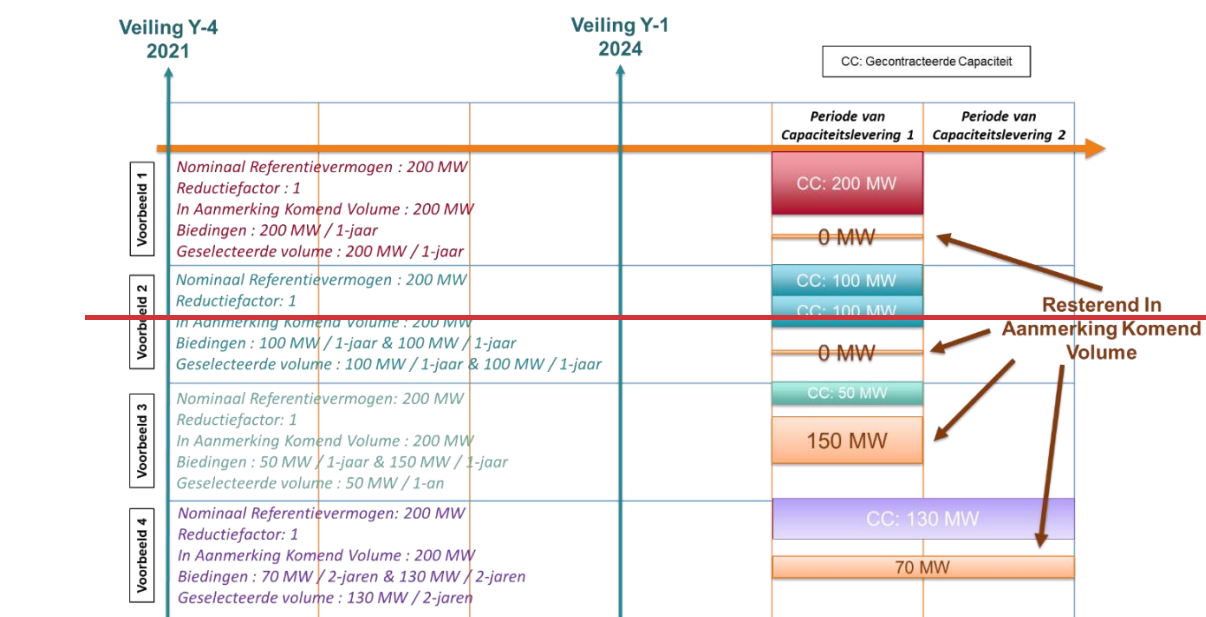 Veiling Y-4
2021
Veiling Y-1
2024
CC: Gecontracteerde Capaciteit
Periode van
Capaciteitslevering 1
Periode van
Capaciteitslevering 2
Voorbeeld 1
Nominaal Referentievermogen : 200 MW
Reductiefactor : 1
In Aanmerking Komend Volume : 200 MW
Biedingen : 200 MW / 1-jaar
Geselecteerde volume : 200 MW / 1-jaar
CC: 200 MW
0 MW
Voorbeeld 2
Nominaal Referentievermogen : 200 MW
Reductiefactor: 1
In Aanmerking Komend Volume : 200 MW
Biedingen : 100 MW / 1-jaar & 100 MW / 1-jaar
Geselecteerde volume : 100 MW / 1-jaar & 100 MW / 1-jaar
CC: 100 MW
CC: 100 MW
0 MW
Resterend In
Aanmerking Komend
Volume
Voorbeeld 3
Nominaal Referentievermogen: 200 MW
Reductiefactor: 1
In Aanmerking Komend Volume : 200 MW
Biedingen : 50 MW / 1-jaar & 150 MW / 1-jaar
Geselecteerde volume : 50 MW / 1-an
CC: 50 MW
150 MW
Voorbeeld 4
Nominaal Referentievermogen: 200 MW
Reductiefactor: 1
In Aanmerking Komend Volume : 200 MW
Biedingen : 70 MW / 2-jaren & 130 MW / 2-jaren
Geselecteerde volume : 130 MW / 2-jaren
CC: 130 MW
70 MW